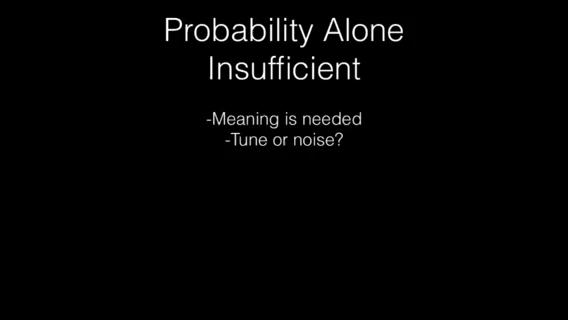 Probability Alone
Insufficient
-Meaning is needed
-Tune or noise?